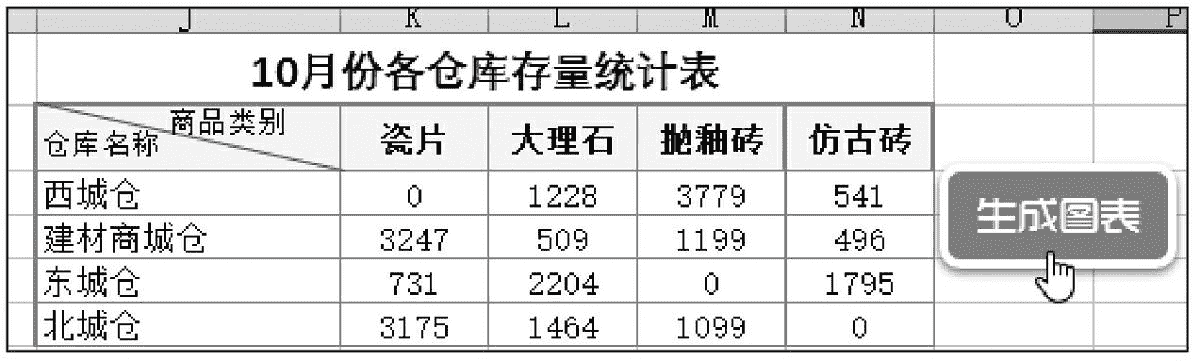 J K L M N O P
10月份各仓库存量统计表
商品类别
仓库名称 瓷片 大理石 抛釉砖 仿古砖
西城仓 0 1228 3779 541
生成图表
建材商城仓 3247 509 1199 496
东城仓 731 2204 0 1795
北城仓 3175 1464 1099 0